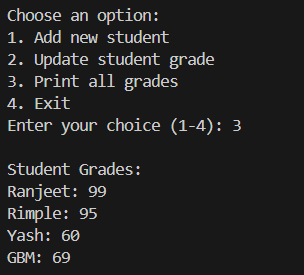 Choose an option:
1. Add new student
2. Update student grade
3. Print all grades
4. Exit
Enter your choice (1-4): 3
Student Grades:
Ranjeet: 99
Rimple: 95
Yash: 60
GBM: 69